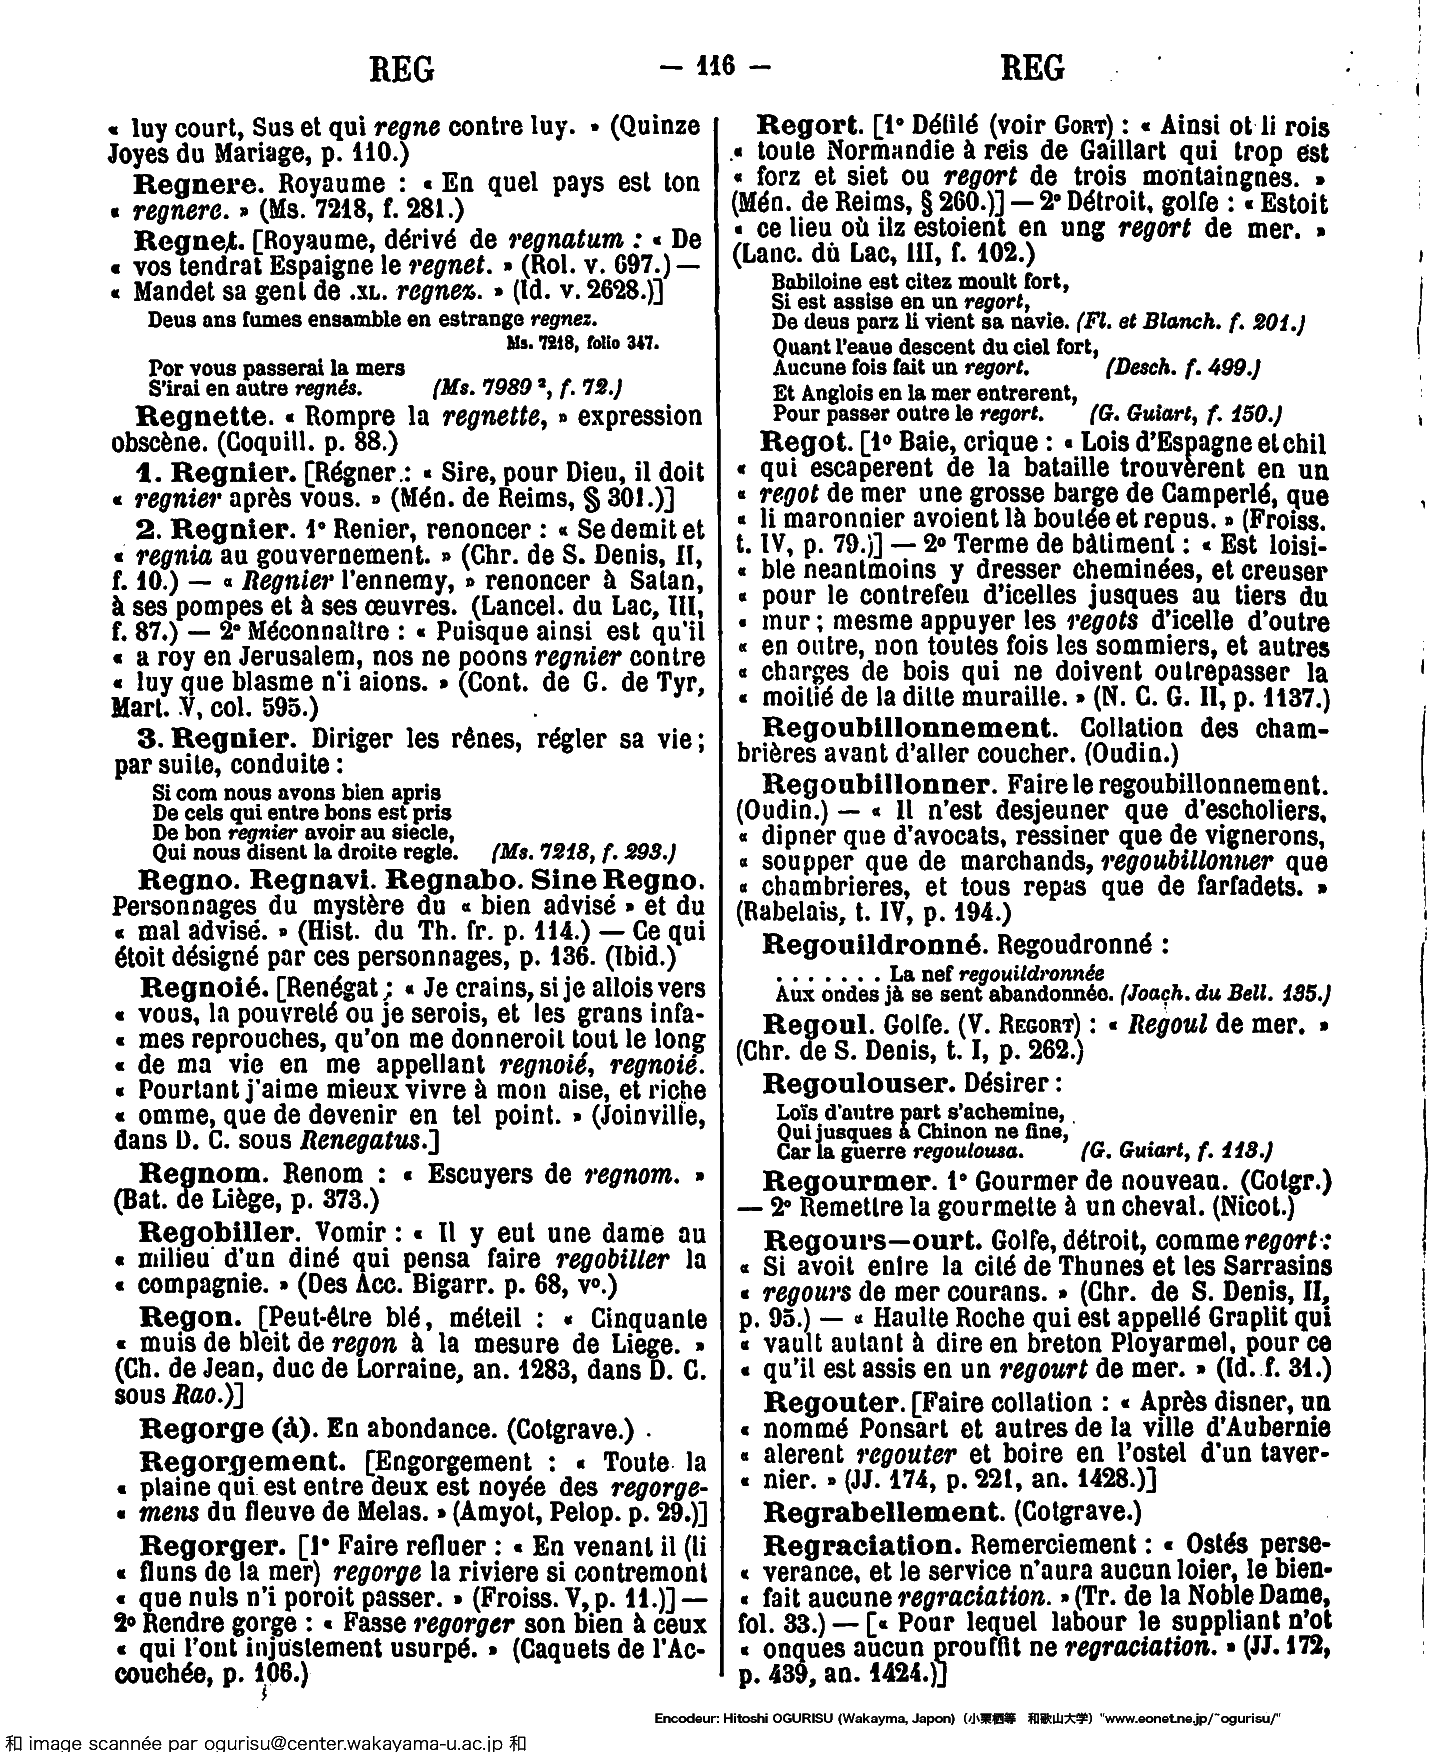 REG — 116 — REG
« luy court, Sus et qui regne contre luy. » (Quinze
Joyes du Mariage, p. 110.)
Regnere. Royaume : « En quel pays est ton
« regnere. » (Ms. 7218, f. 281.)
Regnet. [Royaume, dérivé de regnatum : « De
« vos tendrat Espaigne le regnet. » (Rol. v. 697.) —
« Mandet sa gent de .XL. regnez. » (Id. v. 2628.)]
Deus ans fumes ensamble en estrange regnez.
Ms. 7218, folio 347.
Por vous passerai la mers
S'irai en autre regnés. (Ms. 7989 ², f. 72.)
Regnette. « Rompre la regnette, » expression
obscène. (Coquill. p. 88.)
1. Regnier. [Régner : « Sire, pour Dieu, il doit
« regnier après vous. » (Mén. de Reims, § 301.)]
2. Regnier. 1° Renier, renoncer : « Se demit et
« regnia au gouvernement. » (Chr. de S. Denis, II,
f. 10.) — « Regnier l'ennemy, » renoncer à Satan,
à ses pompes et à ses œuvres. (Lancel. du Lac, III,
f. 87.) — 2° Méconnaître : « Puisque ainsi est qu'il
« a roy en Jerusalem, nos ne poons regnier contre
« luy que blasme n'i aions. » (Cont. de G. de Tyr,
Mart. V, col. 595.)
3. Regnier. Diriger les rênes, régler sa vie ;
par suite, conduite :
Si com nous avons bien apris
De cels qui entre bons est pris
De bon regnier avoir au siecle,
Qui nous disent la droite regle. (Ms. 7218, f. 293.)
Regno. Regnavi. Regnabo. Sine Regno.
Personnages du mystère du « bien advisé » et du
« mal advisé. » (Hist. du Th. fr. p. 114.) — Ce qui
étoit désigné par ces personnages, p. 136. (Ibid.)
Regnoié. [Renégat ; « Je crains, si je allois vers
« vous, la pouvreté ou je serois, et les grans infa-
« mes reprouches, qu'on me donneroit tout le long
« de ma vie en me appellant regnoié, regnoié.
« Pourtant j'aime mieux vivre à mon aise, et riche
« omme, que de devenir en tel point. » (Joinville,
dans D. C. sous Renegatus.]
Regnom. Renom : « Escuyers de regnom. »
(Bat. de Liège, p. 373.)
Regobiller. Vomir : « Il y eut une dame au
« milieu d'un diné qui pensa faire regobiller la
« compagnie. » (Des Acc. Bigarr. p. 68, v°.)
Regon. [Peut-être blé, méteil : « Cinquante
« muis de bleit de regon à la mesure de Liege. »
(Ch. de Jean, duc de Lorraine, an. 1283, dans D. C.
sous Rao.)]
Regorge (à). En abondance. (Cotgrave.)
Regorgement. [Engorgement : « Toute la
« plaine qui est entre deux est noyée des regorge-
« mens du fleuve de Melas. » (Amyot, Pelop. p. 29.)]
Regorger. [1° Faire refluer : « En venant il (li
« fluns de la mer) regorge la riviere si contremont
« que nuls n'i poroit passer. » (Froiss. V, p. 11.)] —
2° Rendre gorge : « Fasse regorger son bien à ceux
« qui l'ont injustement usurpé. » (Caquets de l'Ac-
couchée, p. 106.)
Regort. [1° Défilé (voir GORT) : « Ainsi ot li rois
« toute Normandie à reis de Gaillart qui trop est
« forz et siet ou regort de trois montaingnes. »
(Mén. de Reims, § 260.)] — 2° Détroit, golfe : « Estoit
« ce lieu où ilz estoient en ung regort de mer. »
(Lanc. dù Lac, III, f. 102.)
Babiloine est citez moult fort,
Si est assise en un regort,
De deus parz li vient sa navie. (Fl. et Blanch. f. 201.)
Quant l'eaue descent du ciel fort,
Aucune fois fait un regort. (Desch. f. 499.)
Et Anglois en la mer entrerent,
Pour passer outre le regort. (G. Guiart, f. 150.)
Regot. [1° Baie, crique : « Lois d'Espagne et chil
« qui escaperent de la bataille trouvèrent en un
« regot de mer une grosse barge de Camperlé, que
« li maronnier avoient là boutée et repus. » (Froiss.
t. IV, p. 79.)] — 2° Terme de bâtiment : « Est loisi-
« ble neantmoins y dresser cheminées, et creuser
« pour le contrefeu d'icelles jusques au tiers du
« mur ; mesme appuyer les regots d'icelle d'outre
« en outre, non toutes fois les sommiers, et autres
« charges de bois qui ne doivent outrepasser la
« moitié de la ditte muraille. » (N. C. G. II, p. 1137.)
Regoubillonnement. Collation des cham-
brières avant d'aller coucher. (Oudin.)
Regoubillonner. Faire le regoubillonnement.
(Oudin.) — « Il n'est desjeuner que d'escholiers,
« dipner que d'avocats, ressiner que de vignerons,
« soupper que de marchands, regoubillonner que
« chambrieres, et tous repas que de farfadets. »
(Rabelais, t. IV, p. 194.)
Regouildronné. Regoudronné :
. . . . . . . La nef regouildronnée
Aux ondes jà se sent abandonnée. (Joach. du Bell. 135.)
Regoul. Golfe. (V. REGORT) : « Regoul de mer. »
(Chr. de S. Denis, t. I, p. 262.)
Regoulouser. Désirer :
Loïs d'autre part s'achemine,
Qui jusques à Chinon ne fine,
Car la guerre regoulousa. (G. Guiart, f. 113.)
Regourmer. 1° Gourmer de nouveau. (Cotgr.)
— 2° Remettre la gourmette à un cheval. (Nicot.)
Regours—ourt. Golfe, détroit, comme regort :
« Si avoit entre la cité de Thunes et les Sarrasins
« regours de mer courans. » (Chr. de S. Denis, II,
p. 95.) — « Haulte Roche qui est appellé Graplit qui
« vault autant à dire en breton Ployarmel, pour ce
« qu'il est assis en un regourt de mer. » (Id. f. 31.)
Regouter. [Faire collation : « Après disner, un
« nommé Ponsart et autres de la ville d'Aubernie
« alerent regouter et boire en l'ostel d'un taver-
« nier. » (JJ. 174, p. 221, an. 1428.)]
Regrabellement. (Cotgrave.)
Regraciation. Remerciement : « Ostés perse-
« verance, et le service n'aura aucun loier, le bien-
« fait aucune regraciation. » (Tr. de la Noble Dame,
fol. 33.) — [« Pour lequel labour le suppliant n'ot
« onques aucun prouffit ne regraciation. » (JJ. 172,
p. 439, an. 1424.)]
Encodeur: Hitoshi OGURISU (Wakayma, Japon)（小栗栖等　和歌山大学）"www.eonet.ne.jp/~ogurisu/"
和 image scannée par ogurisu@center.wakayama-u.ac.jp 和